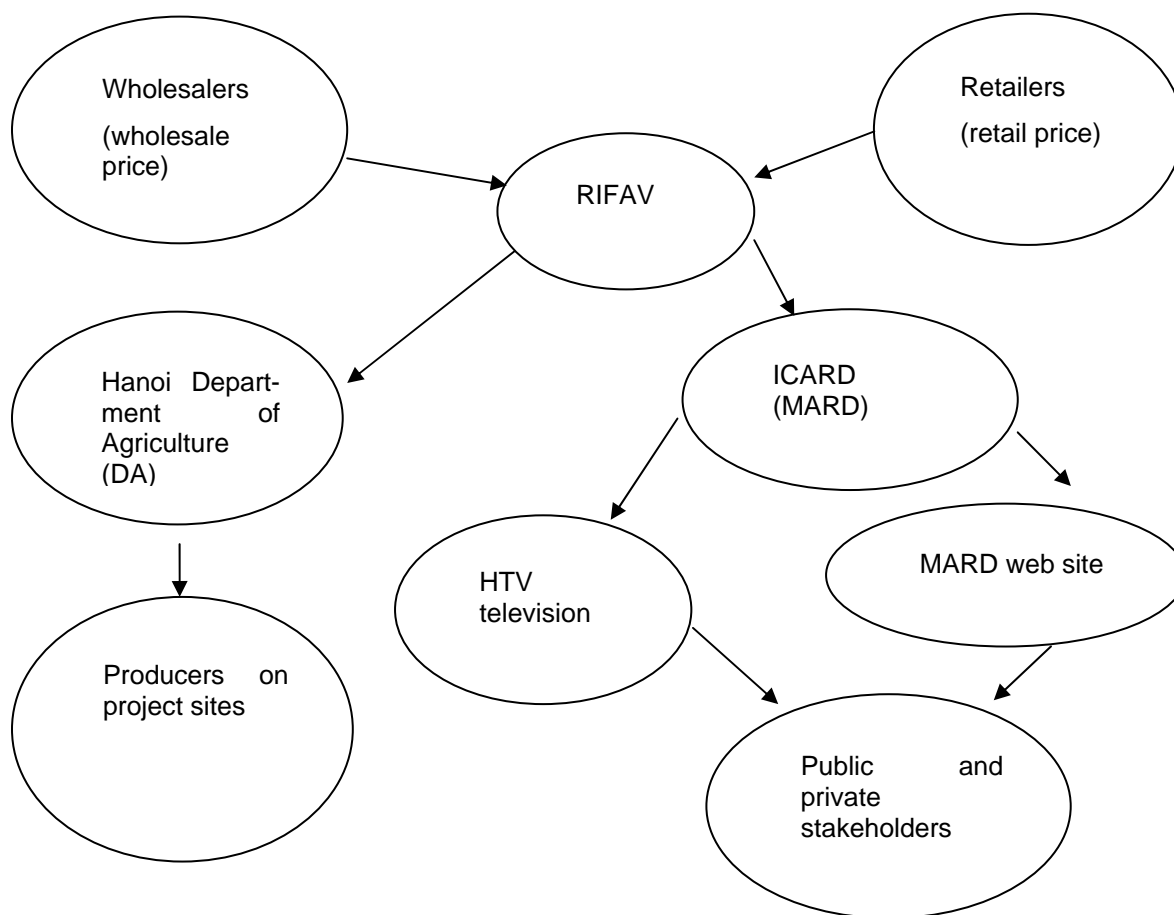 Wholesalers
(wholesale
price)
Retailers
(retail price)
RIFAV
Hanoi Depart-
ment of
Agriculture
(DA)
ICARD
(MARD)
HTV
television
MARD web site
Producers on
project sites
Public and
private
stakeholders